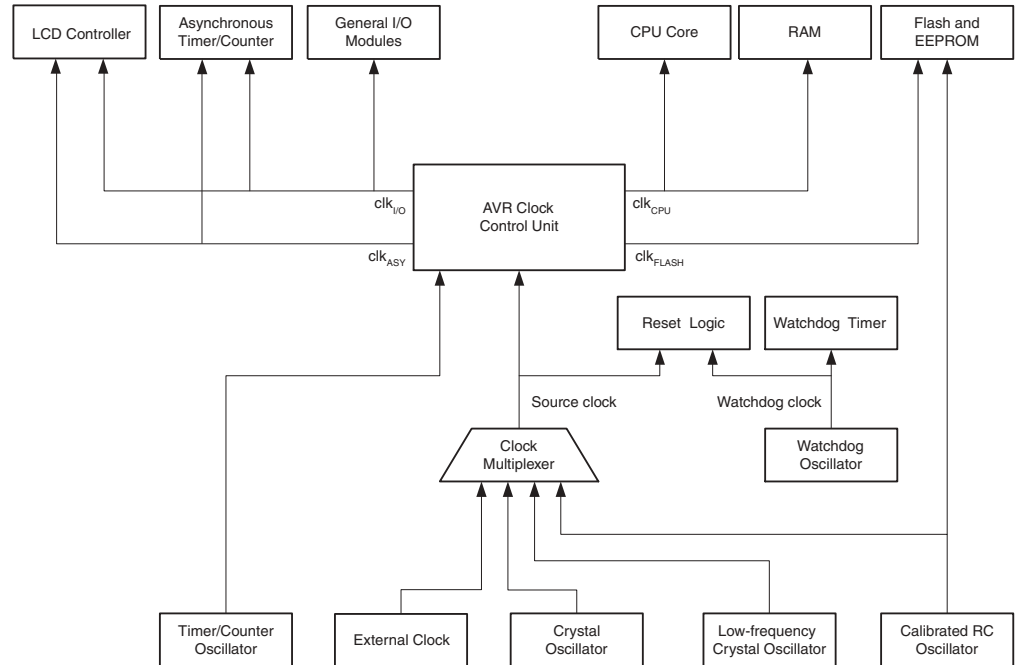 LCD Controller
Asynchronous
Timer/Counter
General I/O
Modules
CPU Core
RAM
Flash and
EEPROM
clkI/O
AVR Clock
Control Unit
clkCPU
clkASY
clkFLASH
Reset Logic
Watchdog Timer
Source clock
Watchdog clock
Clock
Multiplexer
Watchdog
Oscillator
Timer/Counter
Oscillator
External Clock
Crystal
Oscillator
Low-frequency
Crystal Oscillator
Calibrated RC
Oscillator